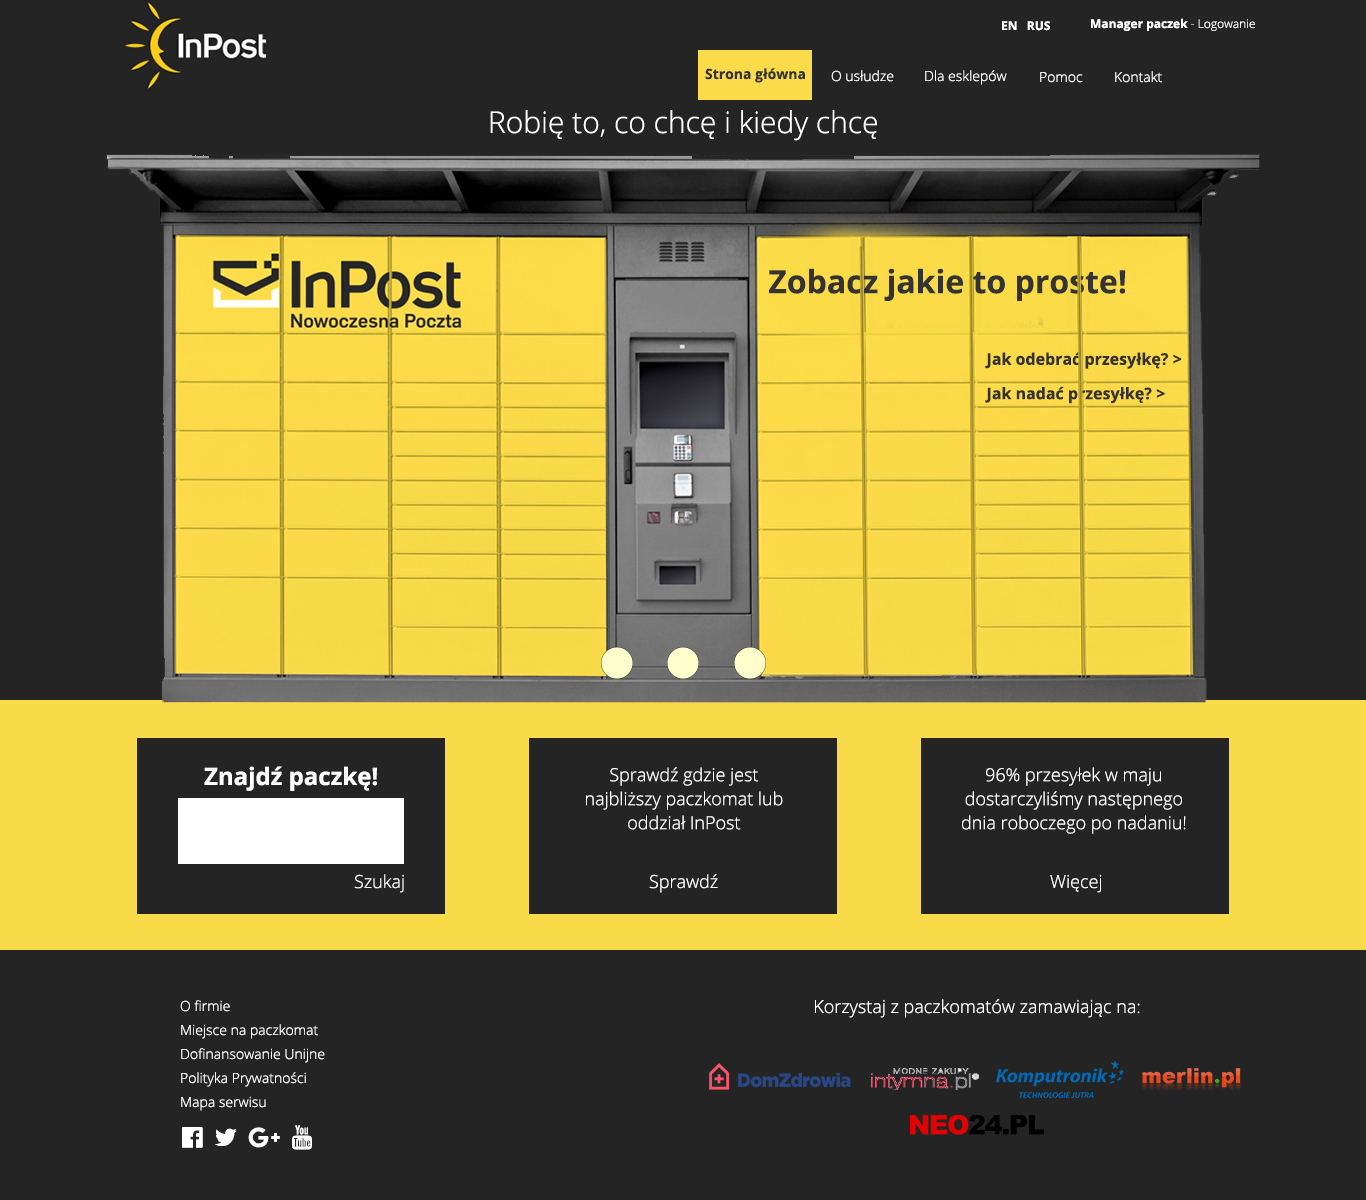 InPost
EN RUS
Manager paczek - Logowanie
Strona główna
O usłudze
Dla esklepów
Pomoc
Kontakt
Robię to, co chcę i kiedy chcę
InPost
Nowoczesna Poczta
Zobacz jakie to proste!
Jak odebrać przesyłkę? >
Jak nadać przesyłkę? >
Znajdź paczkę!
Szukaj
Sprawdź gdzie jest
najbliższy paczkomat lub
oddział InPost
Sprawdź
96% przesyłek w maju
dostarczyliśmy następnego
dnia roboczego po nadaniu!
Więcej
O firmie
Miejsce na paczkomat
Dofinansowanie Unijne
Polityka Prywatności
Mapa serwisu
G+
You
Tube
Korzystaj z paczkomatów zamawiając na:
DomZdrowia
MODNE ZAKUPY
intymna.pl
Komputronik
TECHNOLOGIE JUTRA
merlin.pl
NEO24.PL